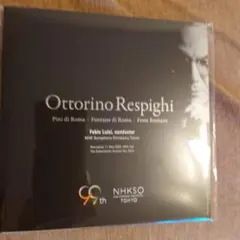 Ottorino Respighi
Pini di Roma | Fontane di Roma | Feste Romane
Fabio Luisi, conductor
NHK Symphony Orchestra, Tokyo
99th
NHKSO
TOKYO